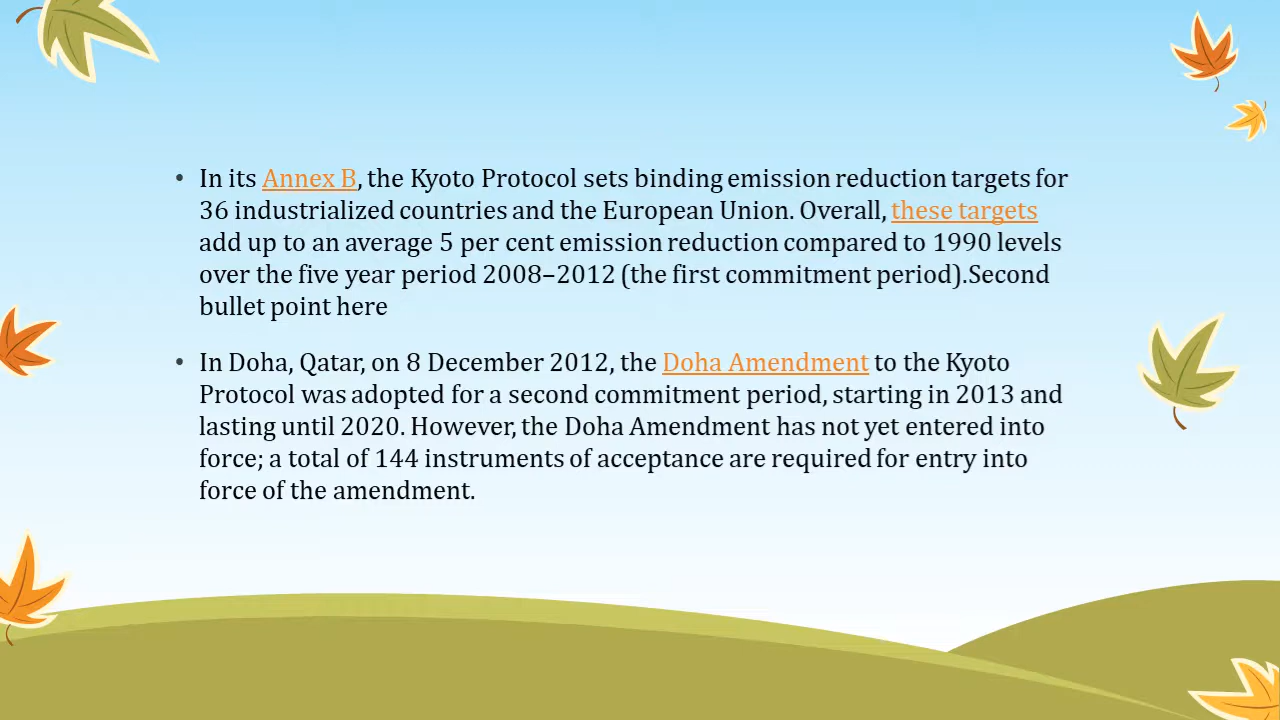 • In its Annex B, the Kyoto Protocol sets binding emission reduction targets for
36 industrialized countries and the European Union. Overall, these targets
add up to an average 5 per cent emission reduction compared to 1990 levels
over the five year period 2008–2012 (the first commitment period).Second
bullet point here
• In Doha, Qatar, on 8 December 2012, the Doha Amendment to the Kyoto
Protocol was adopted for a second commitment period, starting in 2013 and
lasting until 2020. However, the Doha Amendment has not yet entered into
force; a total of 144 instruments of acceptance are required for entry into
force of the amendment.